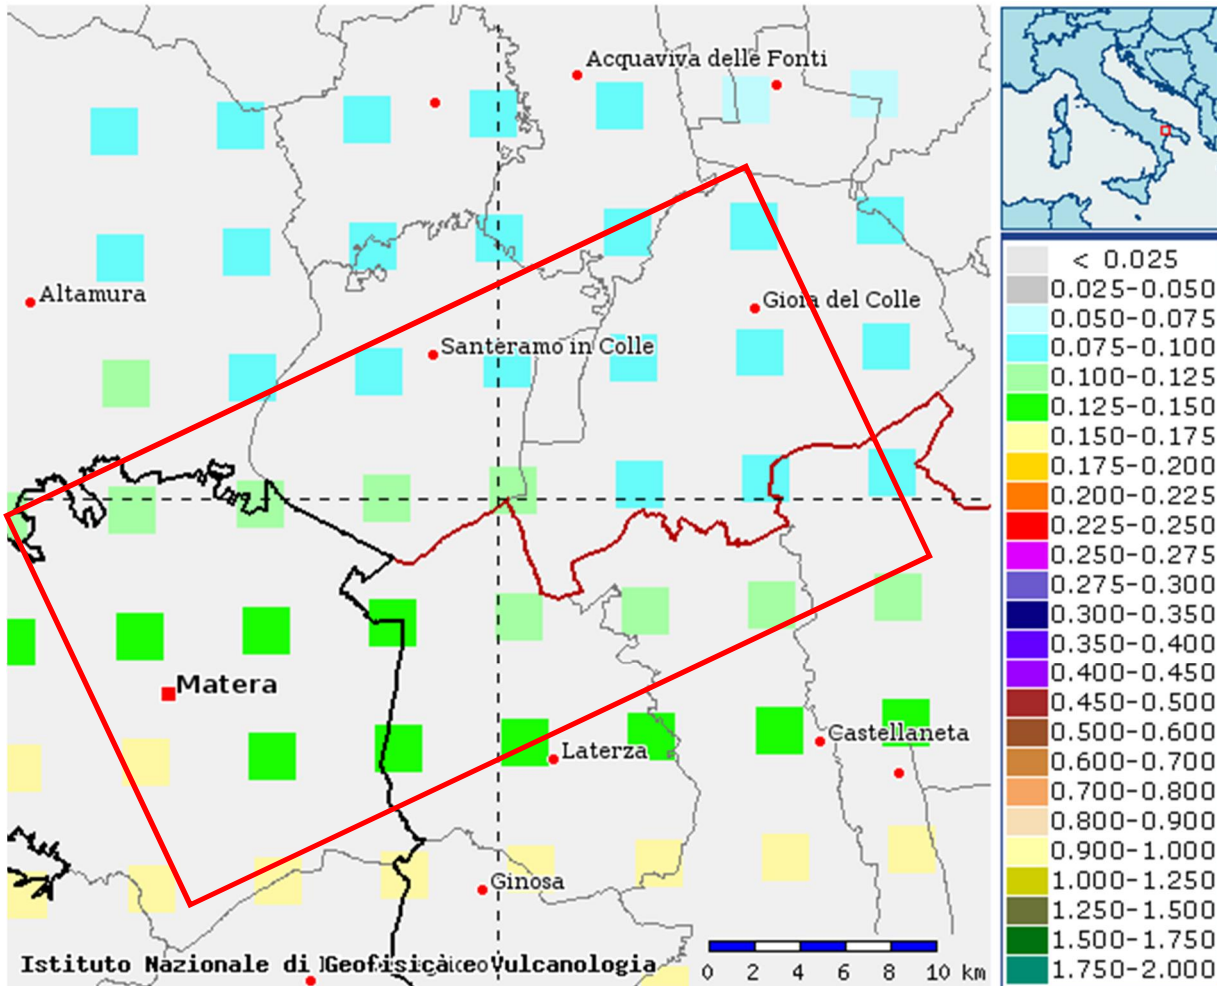 Acquaviva delle Fonti
Altamura
Gioia del Colle
Santeramo in Colle
Matera
Laterza
Castellaneta
Ginosa
Istituto Nazionale di Geofisica e Vulcanologia
0 2 4 6 8 10 km
< 0.025
0.025-0.050
0.050-0.075
0.075-0.100
0.100-0.125
0.125-0.150
0.150-0.175
0.175-0.200
0.200-0.225
0.225-0.250
0.250-0.275
0.275-0.300
0.300-0.350
0.350-0.400
0.400-0.450
0.450-0.500
0.500-0.600
0.600-0.700
0.700-0.800
0.800-0.900
0.900-1.000
1.000-1.250
1.250-1.500
1.500-1.750
1.750-2.000